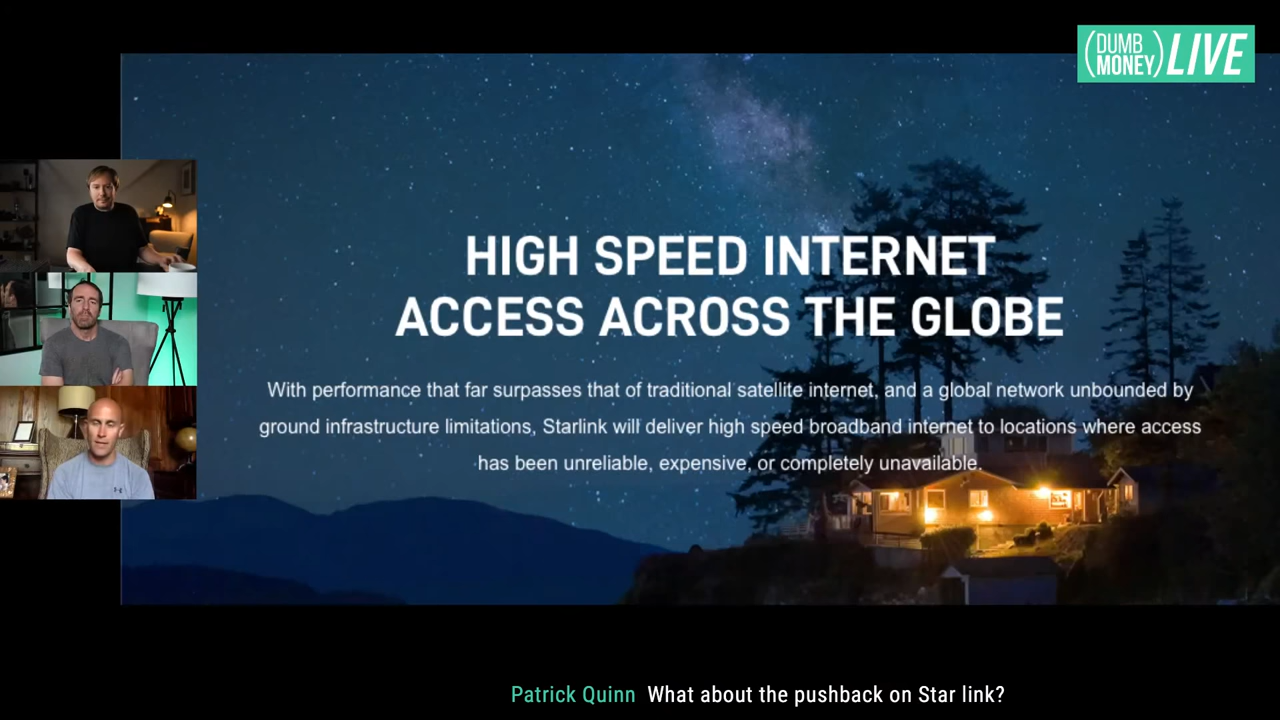 (DUMB MONEY) LIVE
HIGH SPEED INTERNET
ACCESS ACROSS THE GLOBE
With performance that far surpasses that of traditional satellite internet, and a global network unbounded by
ground infrastructure limitations, Starlink will deliver high speed broadband internet to locations where access
has been unreliable, expensive, or completely unavailable.
Patrick Quinn What about the pushback on Star link?